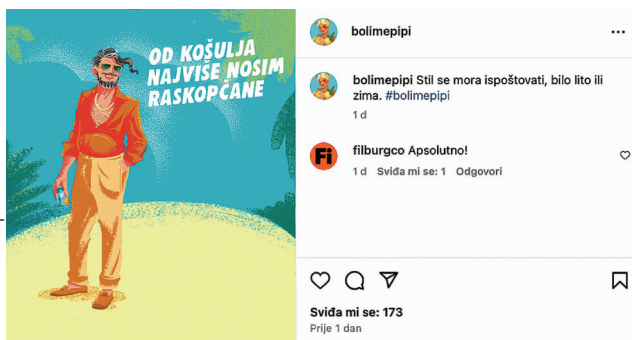 OD KOŠULJA
NAJVIŠE NOSIM
RASKOPČANE
bolimepipi
bolimepipi Stil se mora ispoštovati, bilo lito ili
zima. #bolimepipi
1 d
Fi
filburgco Apsolutno!
1 d Sviđa mi se: 1 Odgovori
Sviđa mi se: 173
Prije 1 dan